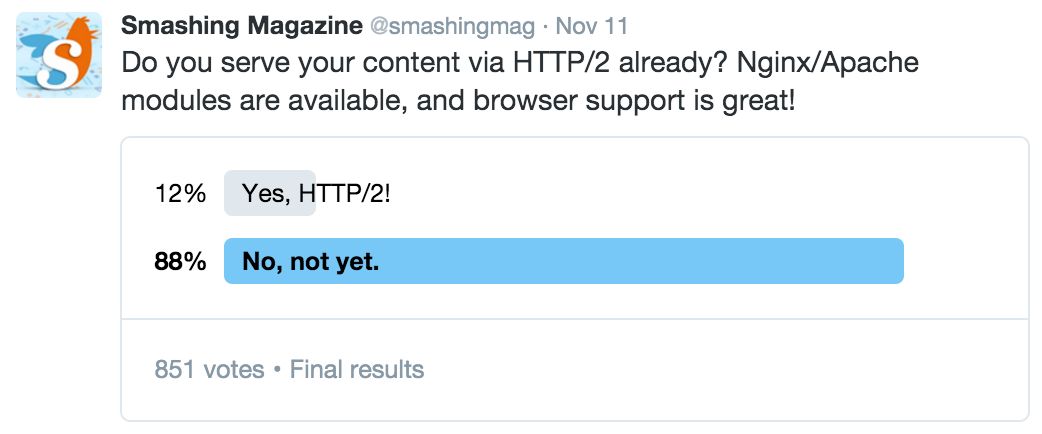 Smashing Magazine @smashingmag · Nov 11
Do you serve your content via HTTP/2 already? Nginx/Apache
modules are available, and browser support is great!
12% Yes, HTTP/2!
88% No, not yet.
851 votes • Final results